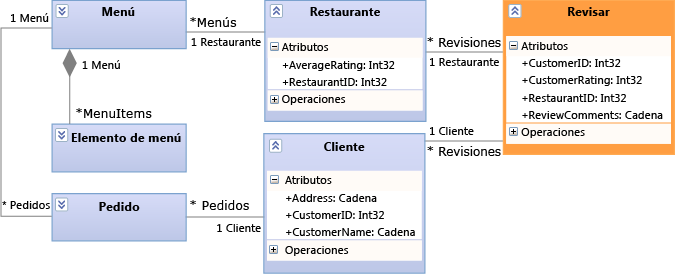 1 Menú
Menú
*Menús
1 Restaurante
Restaurante
Atributos
+AverageRating: Int32
+RestaurantID: Int32
Operaciones
* Revisiones
1 Restaurante
Revisar
Atributos
+CustomerID: Int32
+CustomerRating: Int32
+RestaurantID: Int32
+ReviewComments: Cadena
Operaciones
1 Menú
*MenuItems
Elemento de menú
1 Cliente
* Revisiones
Cliente
Atributos
+Address: Cadena
+CustomerID: Int32
+CustomerName: Cadena
Operaciones
* Pedidos
Pedido
* Pedidos
1 Cliente